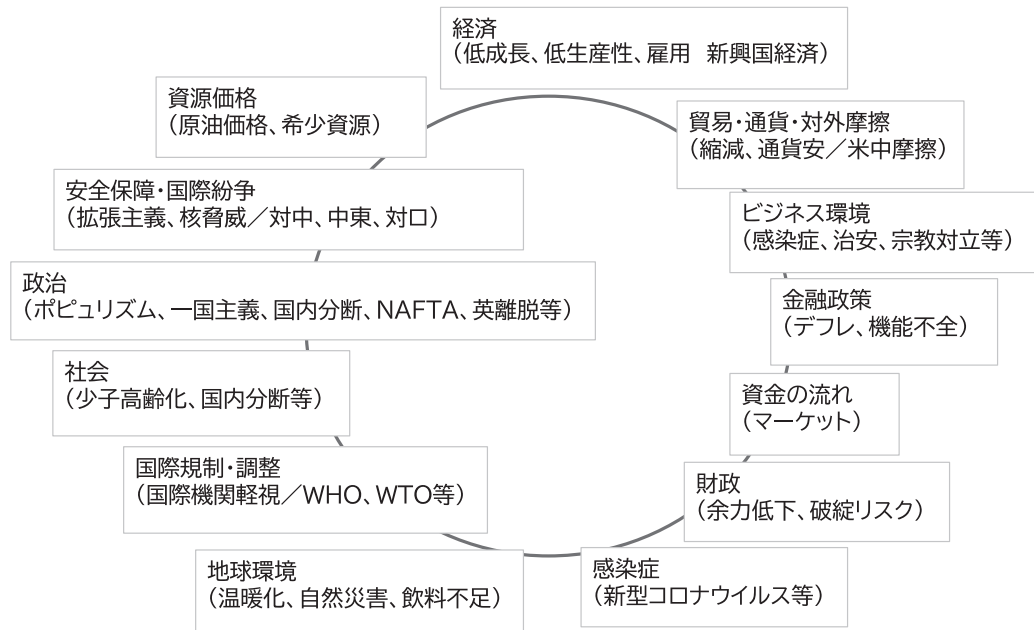 経済
（低成長、低生産性、雇用　新興国経済）
資源価格
（原油価格、希少資源）
貿易・通貨・対外摩擦
（縮減、通貨安／米中摩擦）
安全保障・国際紛争
（拡張主義、核脅威／対中、中東、対ロ）
ビジネス環境
（感染症、治安、宗教対立等）
政治
（ポピュリズム、一国主義、国内分断、NAFTA、英離脱等）
金融政策
（デフレ、機能不全）
社会
（少子高齢化、国内分断等）
資金の流れ
（マーケット）
国際規制・調整
（国際機関軽視／WHO、WTO等）
財政
（余力低下、破綻リスク）
地球環境
（温暖化、自然災害、飲料不足）
感染症
（新型コロナウイルス等）